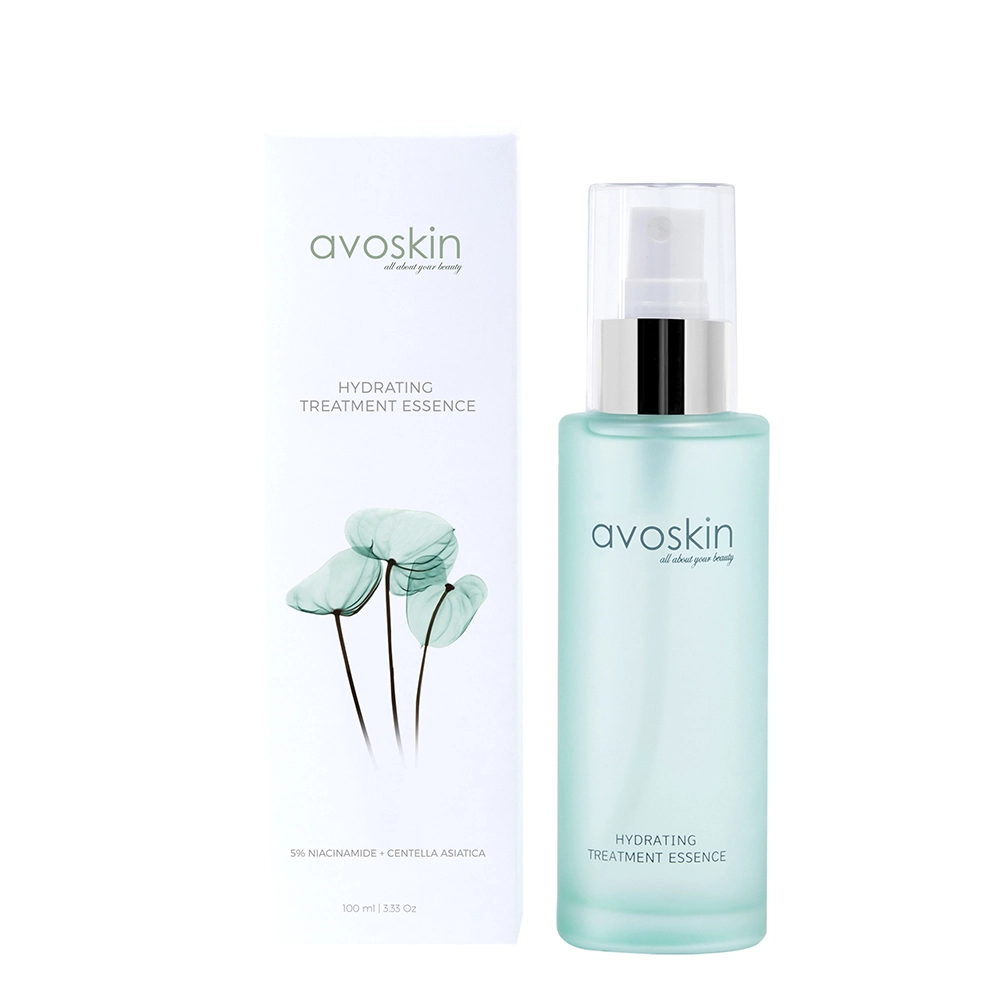 avoskin
all about your beauty
HYDRATING
TREATMENT ESSENCE
5% NIACINAMIDE + CENTELLA ASIATICA
100 ml | 3.33 Oz
avoskin
all about your beauty
HYDRATING
TREATMENT ESSENCE